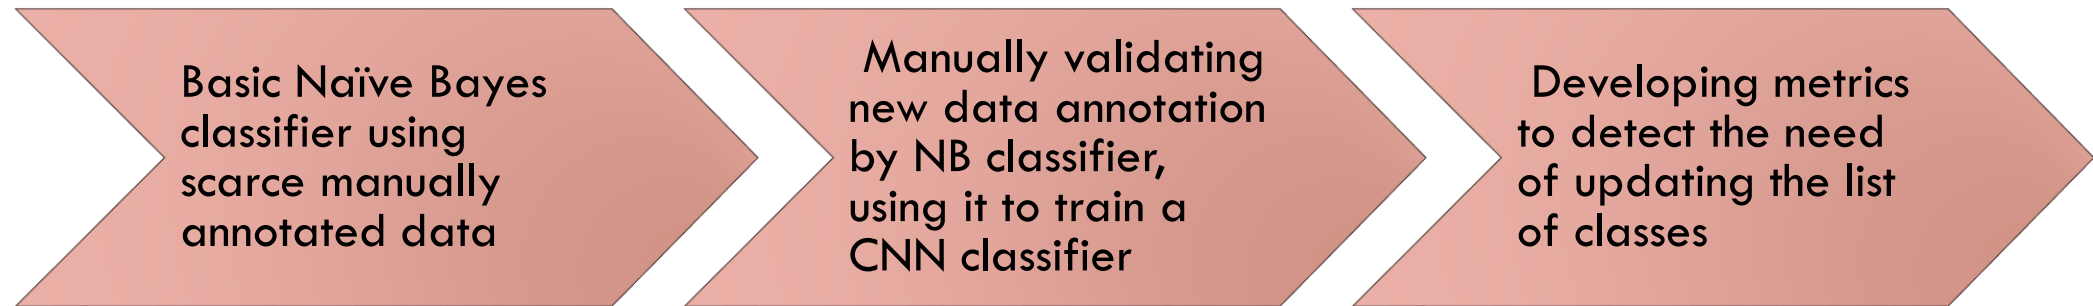 Basic Naïve Bayes
classifier using
scarce manually
annotated data
Manually validating
new data annotation
by NB classifier,
using it to train a
CNN classifier
Developing metrics
to detect the need
of updating the list
of classes